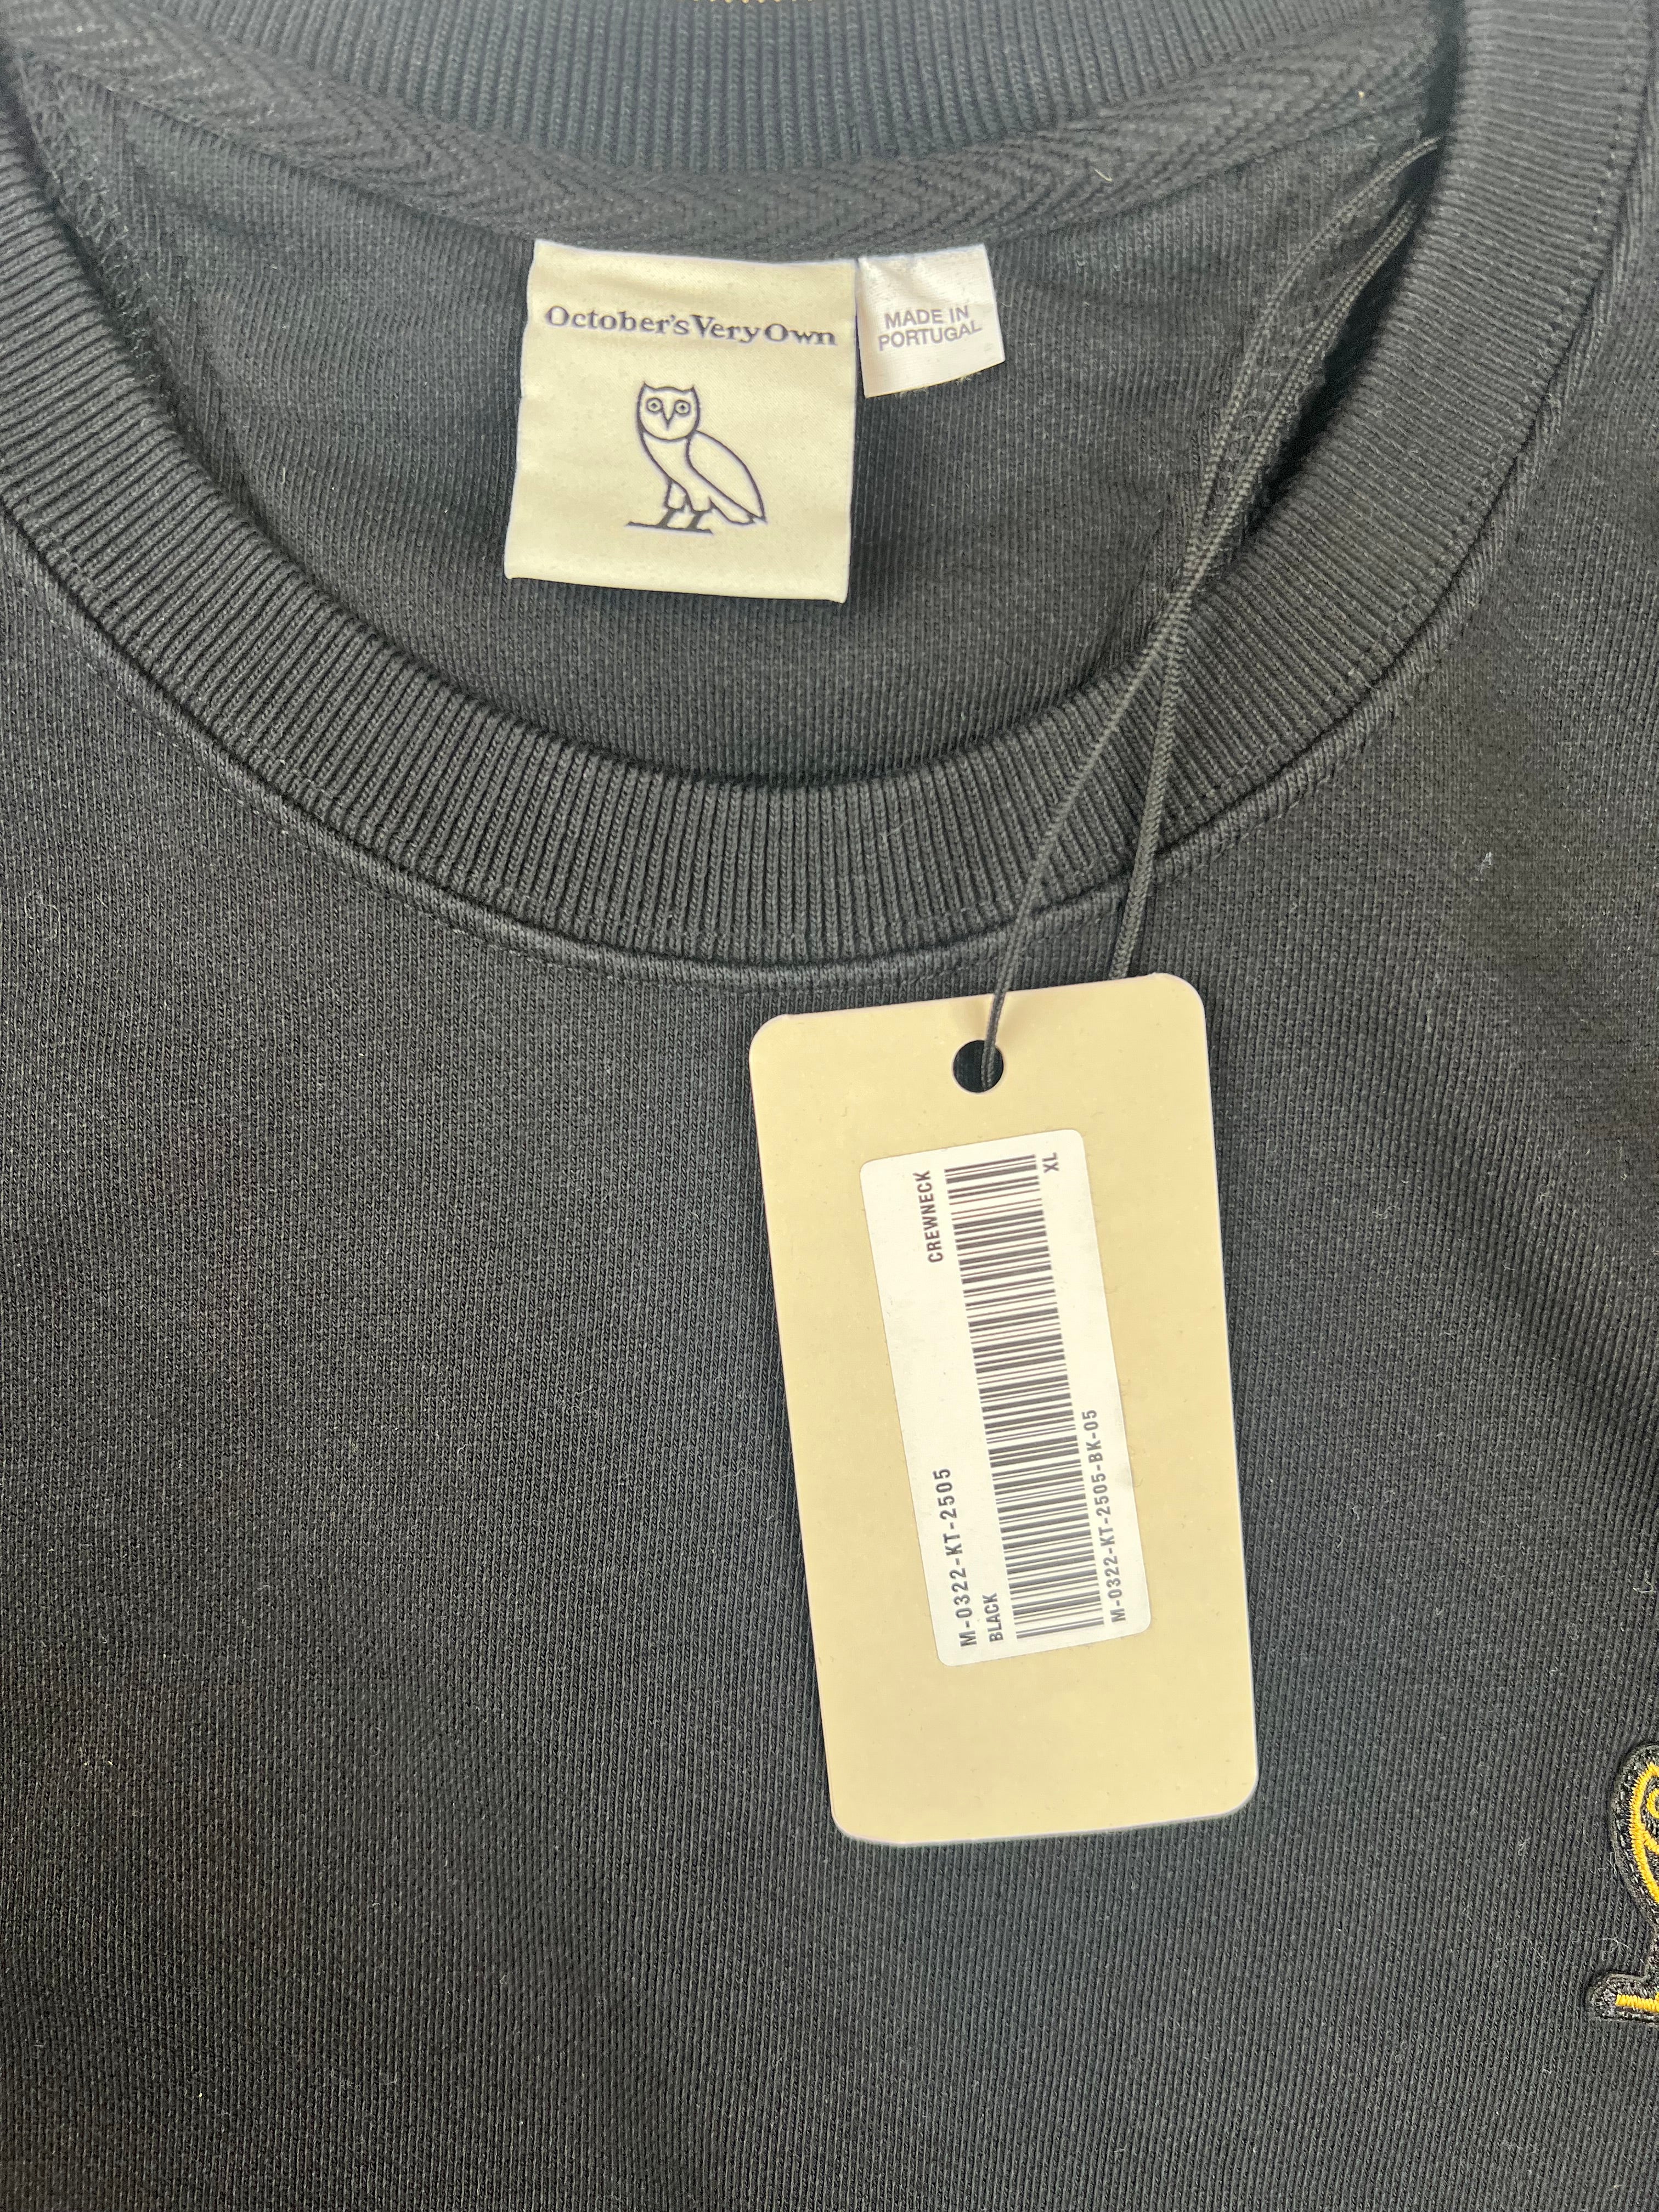 October's Very Own
MADE IN
PORTUGAL
M-0322-KT-2505
CREWNECK
BLACK
XL
M-0322-KT-2505-BK-05